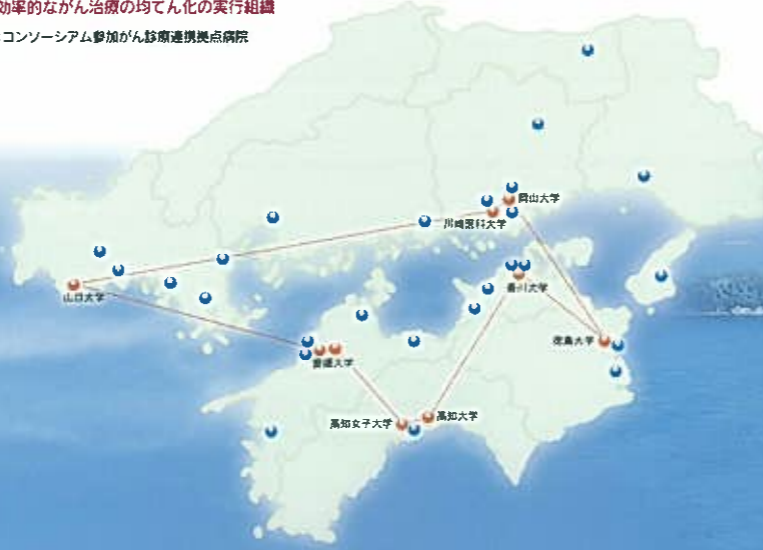 効率的ながん治療の均てん化の実行組織
コンソーシアム参加がん診療連携拠点病院
岡山大学
川崎医科大学
香川大学
山口大学
徳島大学
愛媛大学
高知大学
高知女子大学